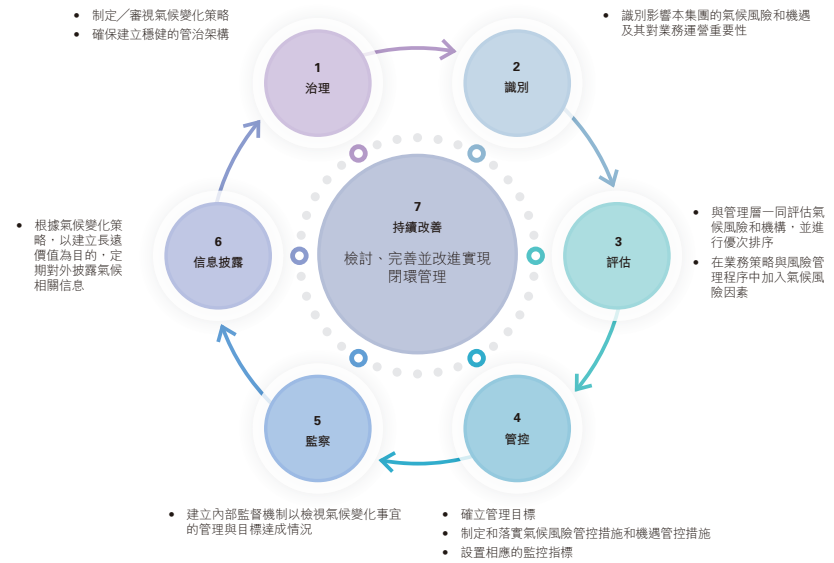 • 制定／審視氣候變化策略
• 確保建立穩健的管治架構
1
治理
• 識別影響本集團的氣候風險和機遇
及其對業務運營重要性
2
識別
• 與管理層一同評估氣
候風險和機構，並進
行優次排序
• 在業務策略與風險管
理程序中加入氣候風
險因素
3
評估
• 確立管理目標
• 制定和落實氣候風險管控措施和機遇管控措施
• 設置相應的監控指標
4
管控
• 建立內部監督機制以檢視氣候變化事宜
的管理與目標達成情況
5
監察
• 根據氣候變化策
略，以建立長遠
價值為目的，定
期對外披露氣候
相關信息
6
信息披露
7
持續改善
檢討、完善並改進實現
閉環管理